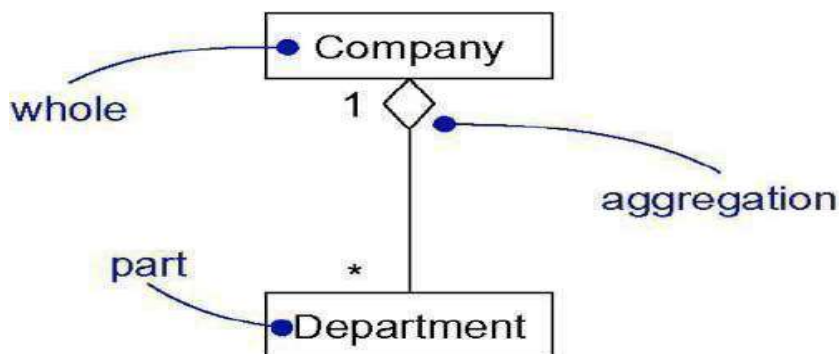 Company
whole
1
aggregation
part
*
Department